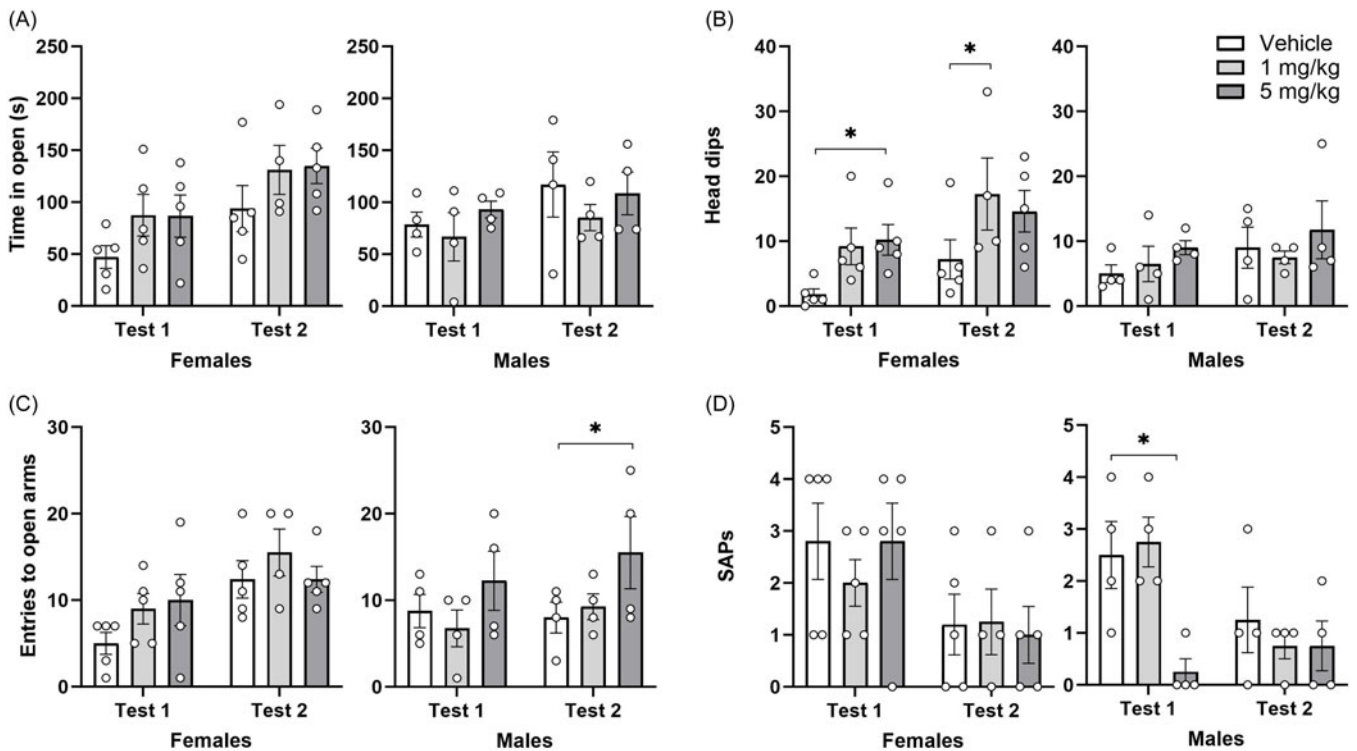 (A)
250
200
150
100
50
0
Time in open (s)
Test 1 Test 2
Females
250
200
150
100
50
0
Test 1 Test 2
Males
(B)
40
30
20
10
0
Head dips
*
*
Test 1 Test 2
Females
40
30
20
10
0
Vehicle
1 mg/kg
5 mg/kg
Test 1 Test 2
Males
(C)
30
20
10
0
Entries to open arms
Test 1 Test 2
Females
30
20
10
0
*
Test 1 Test 2
Males
(D)
5
4
3
2
1
0
SAPs
Test 1 Test 2
Females
5
4
3
2
1
0
*
Test 1 Test 2
Males